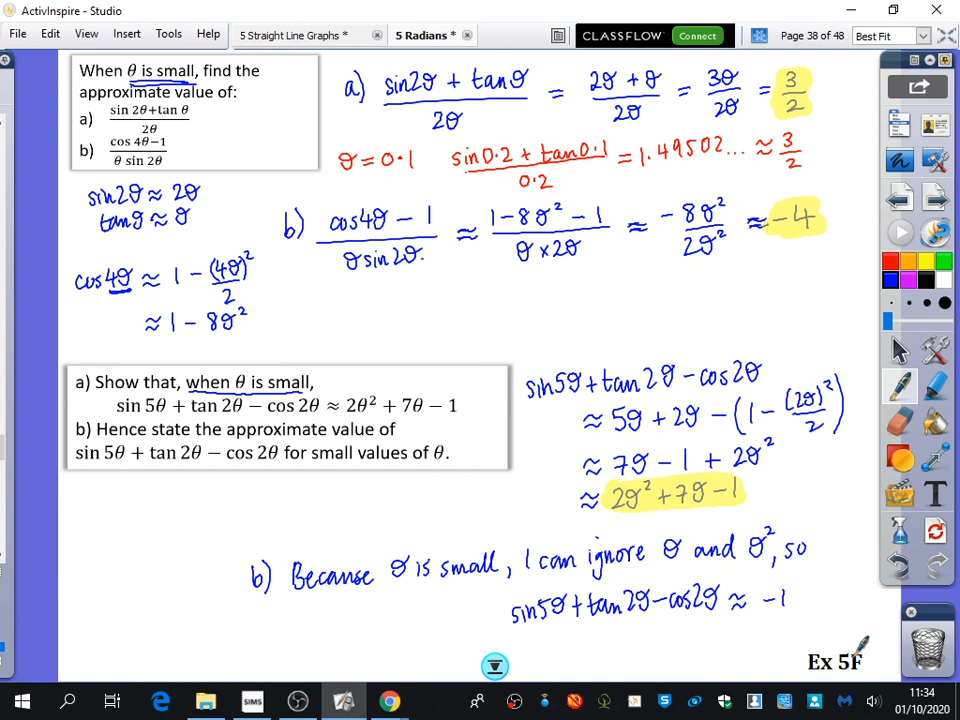 ActivInspire - Studio
File Edit View Insert Tools Help
5 Straight Line Graphs *
5 Radians *
CLASSFLOW
Connect
Page 38 of 48
Best Fit
When θ is small, find the
approximate value of:
a) (sin 2θ+tan θ)/(2θ)
b) (cos 4θ−1)/(θ sin 2θ)
sin2θ ≈ 2θ
tanθ ≈ θ
cos4θ ≈ 1 − (4θ)²/2
≈ 1 − 8θ²
a) (sin2θ + tanθ)/(2θ) = (2θ + θ)/(2θ) = 3θ/2θ = 3/2
θ = 0.1 (sin0.2 + tan0.1)/0.2 = 1.49502... ≈ 3/2
b) (cos4θ − 1)/(θsin2θ) ≈ (1−8θ² − 1)/(θ×2θ) ≈ −8θ²/2θ² ≈ −4
a) Show that, when θ is small,
sin 5θ + tan 2θ − cos 2θ ≈ 2θ² + 7θ − 1
b) Hence state the approximate value of
sin 5θ + tan 2θ − cos 2θ for small values of θ.
sin5θ + tan2θ − cos2θ
≈ 5θ + 2θ − (1 − (2θ)²/2)
≈ 7θ − 1 + 2θ²
≈ 2θ² + 7θ − 1
b) Because θ is small, I can ignore θ and θ², so
sin5θ + tan2θ − cos2θ ≈ −1
Ex 5F
SIMS
11:34
01/10/2020